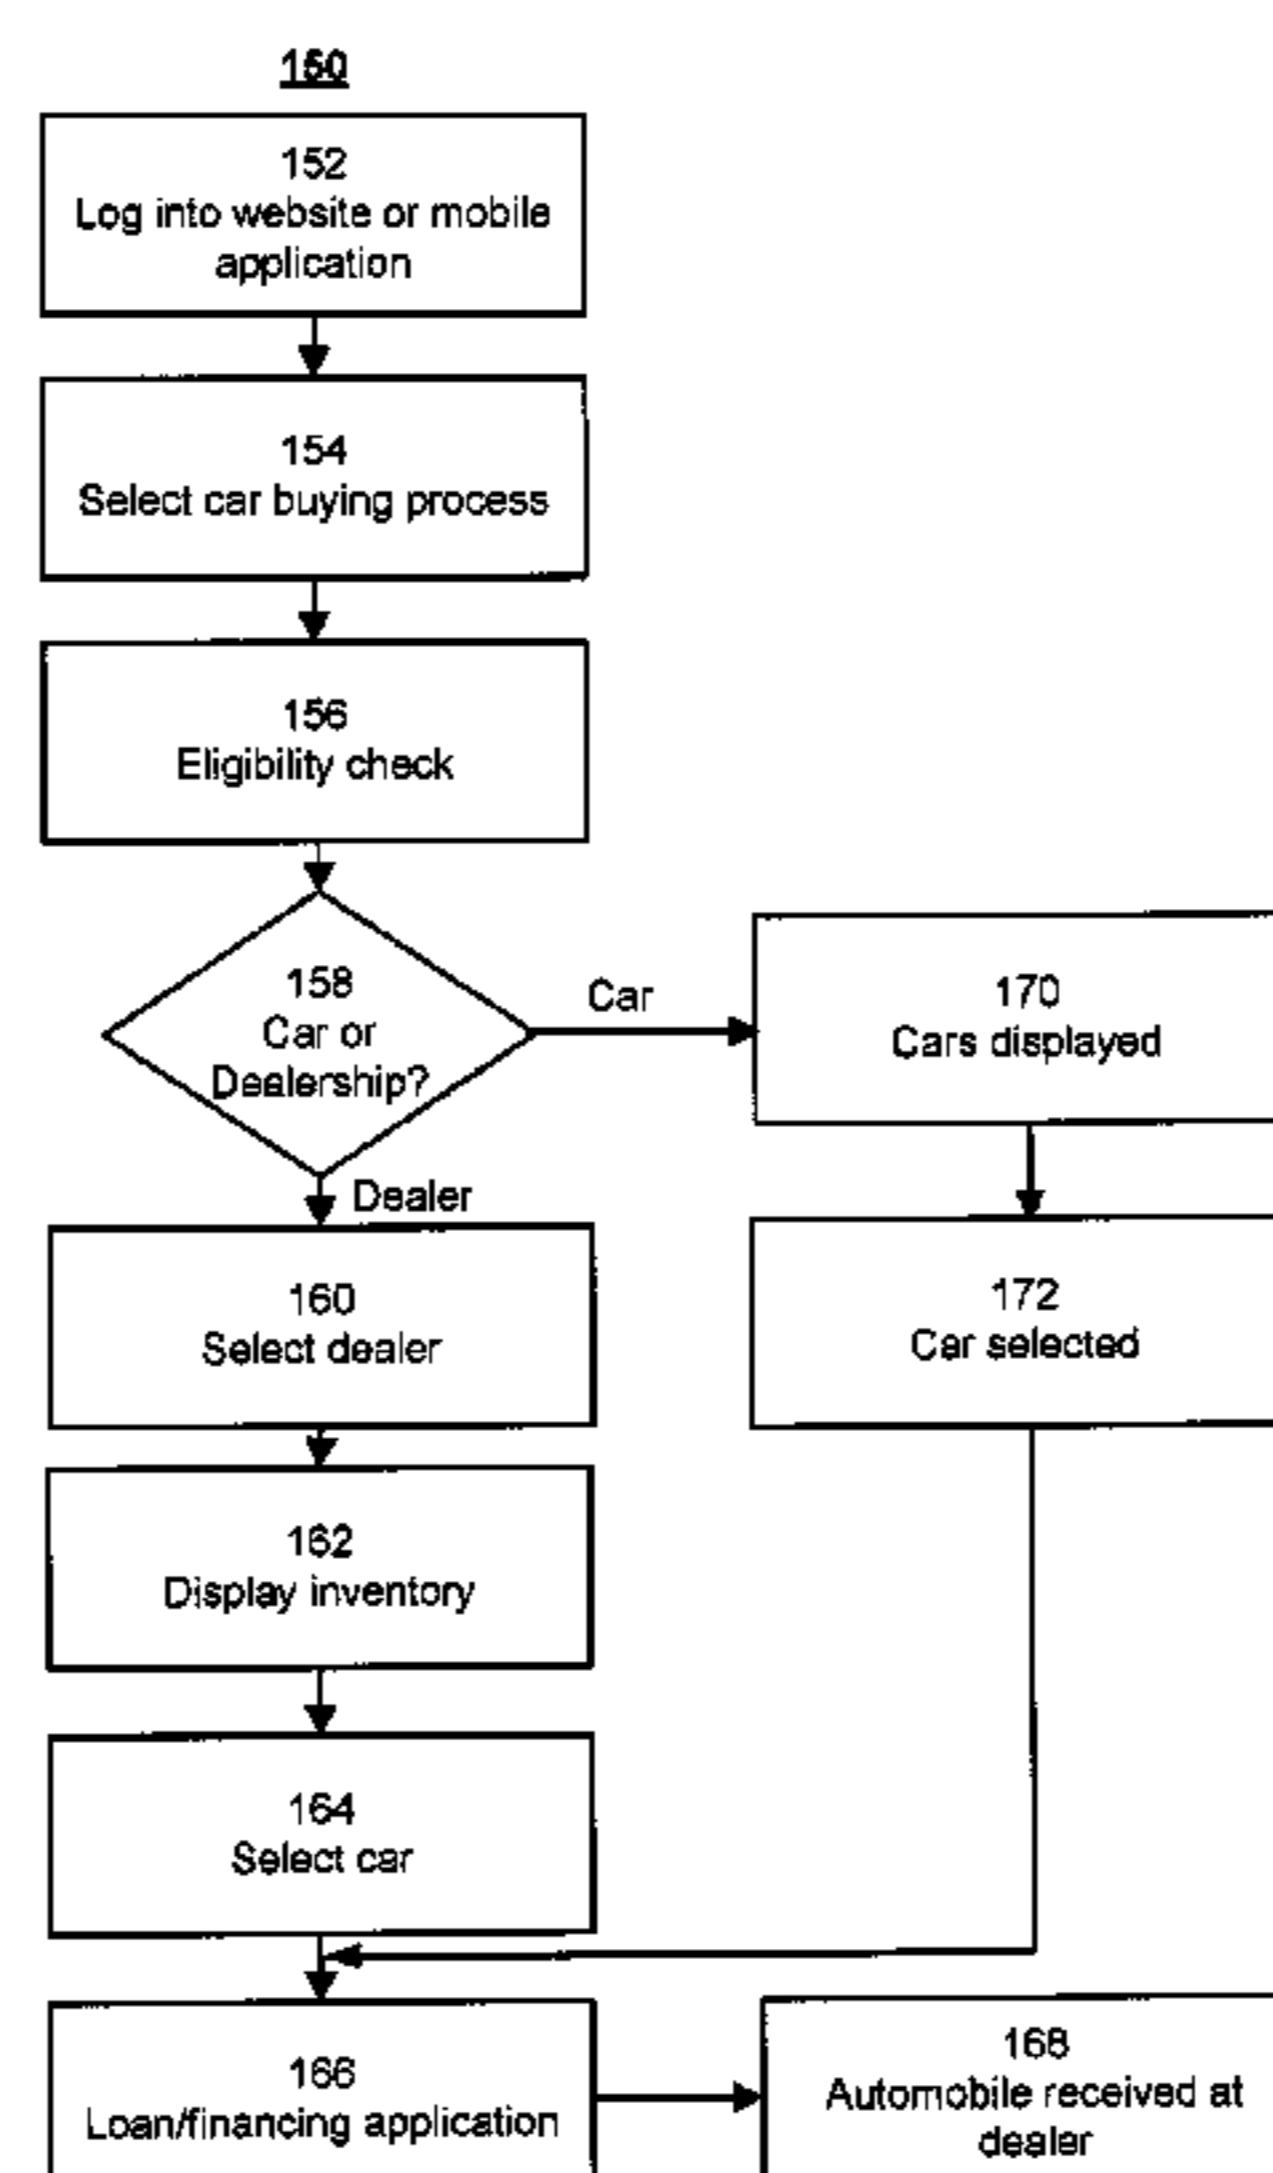 150
152
Log into website or mobile
application
154
Select car buying process
156
Eligibility check
158
Car or
Dealership?
Car
170
Cars displayed
Dealer
160
Select dealer
172
Car selected
162
Display inventory
164
Select car
166
Loan/financing application
168
Automobile received at
dealer